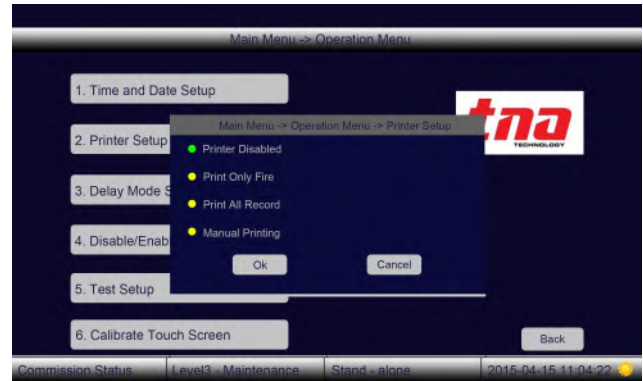 Main Menu -> Operation Menu
1. Time and Date Setup
tna
TECHNOLOGY
2. Printer Setup
Main Menu -> Operation Menu -> Printer Setup
Printer Disabled
Print Only Fire
Print All Record
Manual Printing
Ok
Cancel
3. Delay Mode S
4. Disable/Enab
5. Test Setup
6. Calibrate Touch Screen
Back
Commission Status
Level3 - Maintenance
Stand - alone
2015-04-15 11:04:22